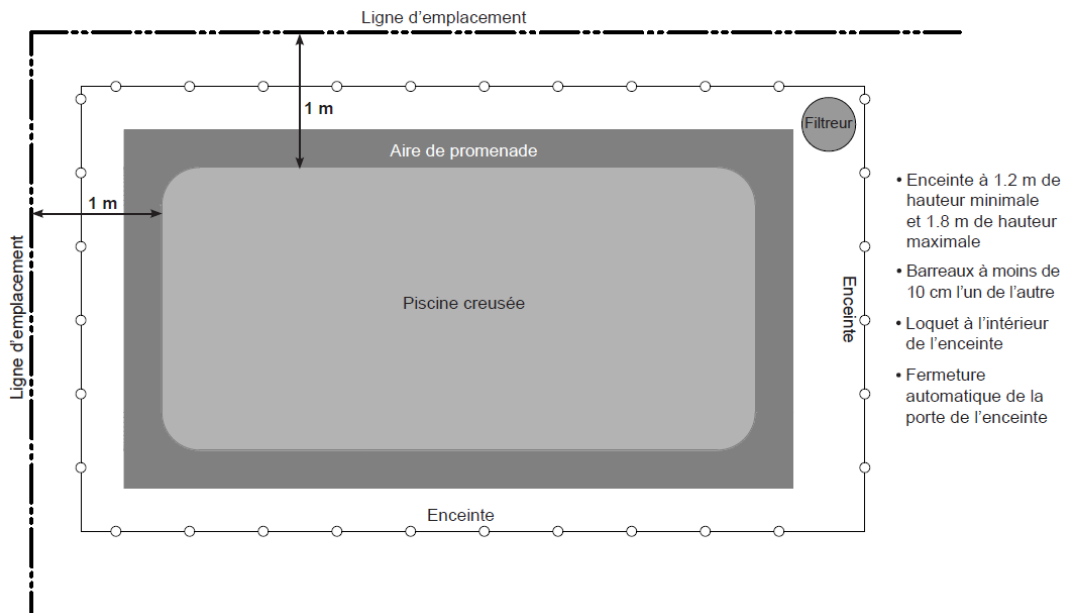 Ligne d'emplacement
1 m
Filtreur
Aire de promenade
1 m
Ligne d'emplacement
Piscine creusée
Enceinte
Enceinte
• Enceinte à 1.2 m de
hauteur minimale
et 1.8 m de hauteur
maximale
• Barreaux à moins de
10 cm l'un de l'autre
• Loquet à l'intérieur
de l'enceinte
• Fermeture
automatique de la
porte de l'enceinte